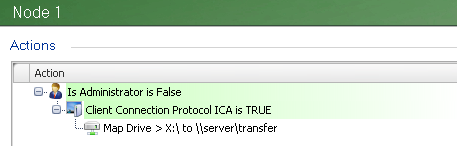 Node 1
Actions
Action
Is Administrator is False
Client Connection Protocol ICA is TRUE
Map Drive > X:\ to \\server\transfer